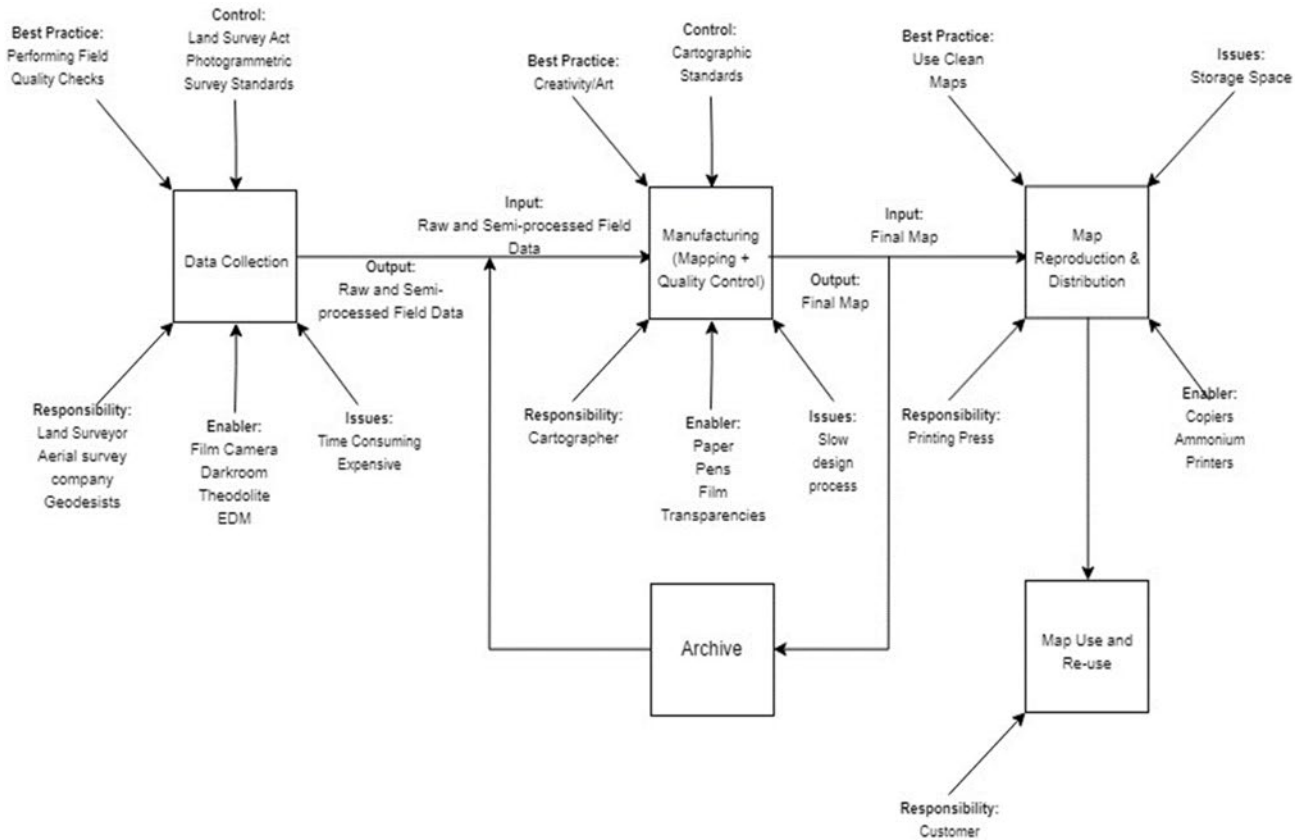 Best Practice:
Performing Field
Quality Checks
Control:
Land Survey Act
Photogrammetric
Survey Standards
Best Practice:
Creativity/Art
Control:
Cartographic
Standards
Best Practice:
Use Clean
Maps
Issues:
Storage Space
Data Collection
Input:
Raw and Semi-processed Field
Data
Output:
Raw and Semi-
processed Field Data
Manufacturing
(Mapping +
Quality Control)
Input:
Final Map
Output:
Final Map
Map
Reproduction &
Distribution
Responsibility:
Land Surveyor
Aerial survey
company
Geodesists
Enabler:
Film Camera
Darkroom
Theodolite
EDM
Issues:
Time Consuming
Expensive
Responsibility:
Cartographer
Enabler:
Paper
Pens
Film
Transparencies
Issues:
Slow
design
process
Responsibility:
Printing Press
Enabler:
Copiers
Ammonium
Printers
Archive
Map Use and
Re-use
Responsibility:
Customer